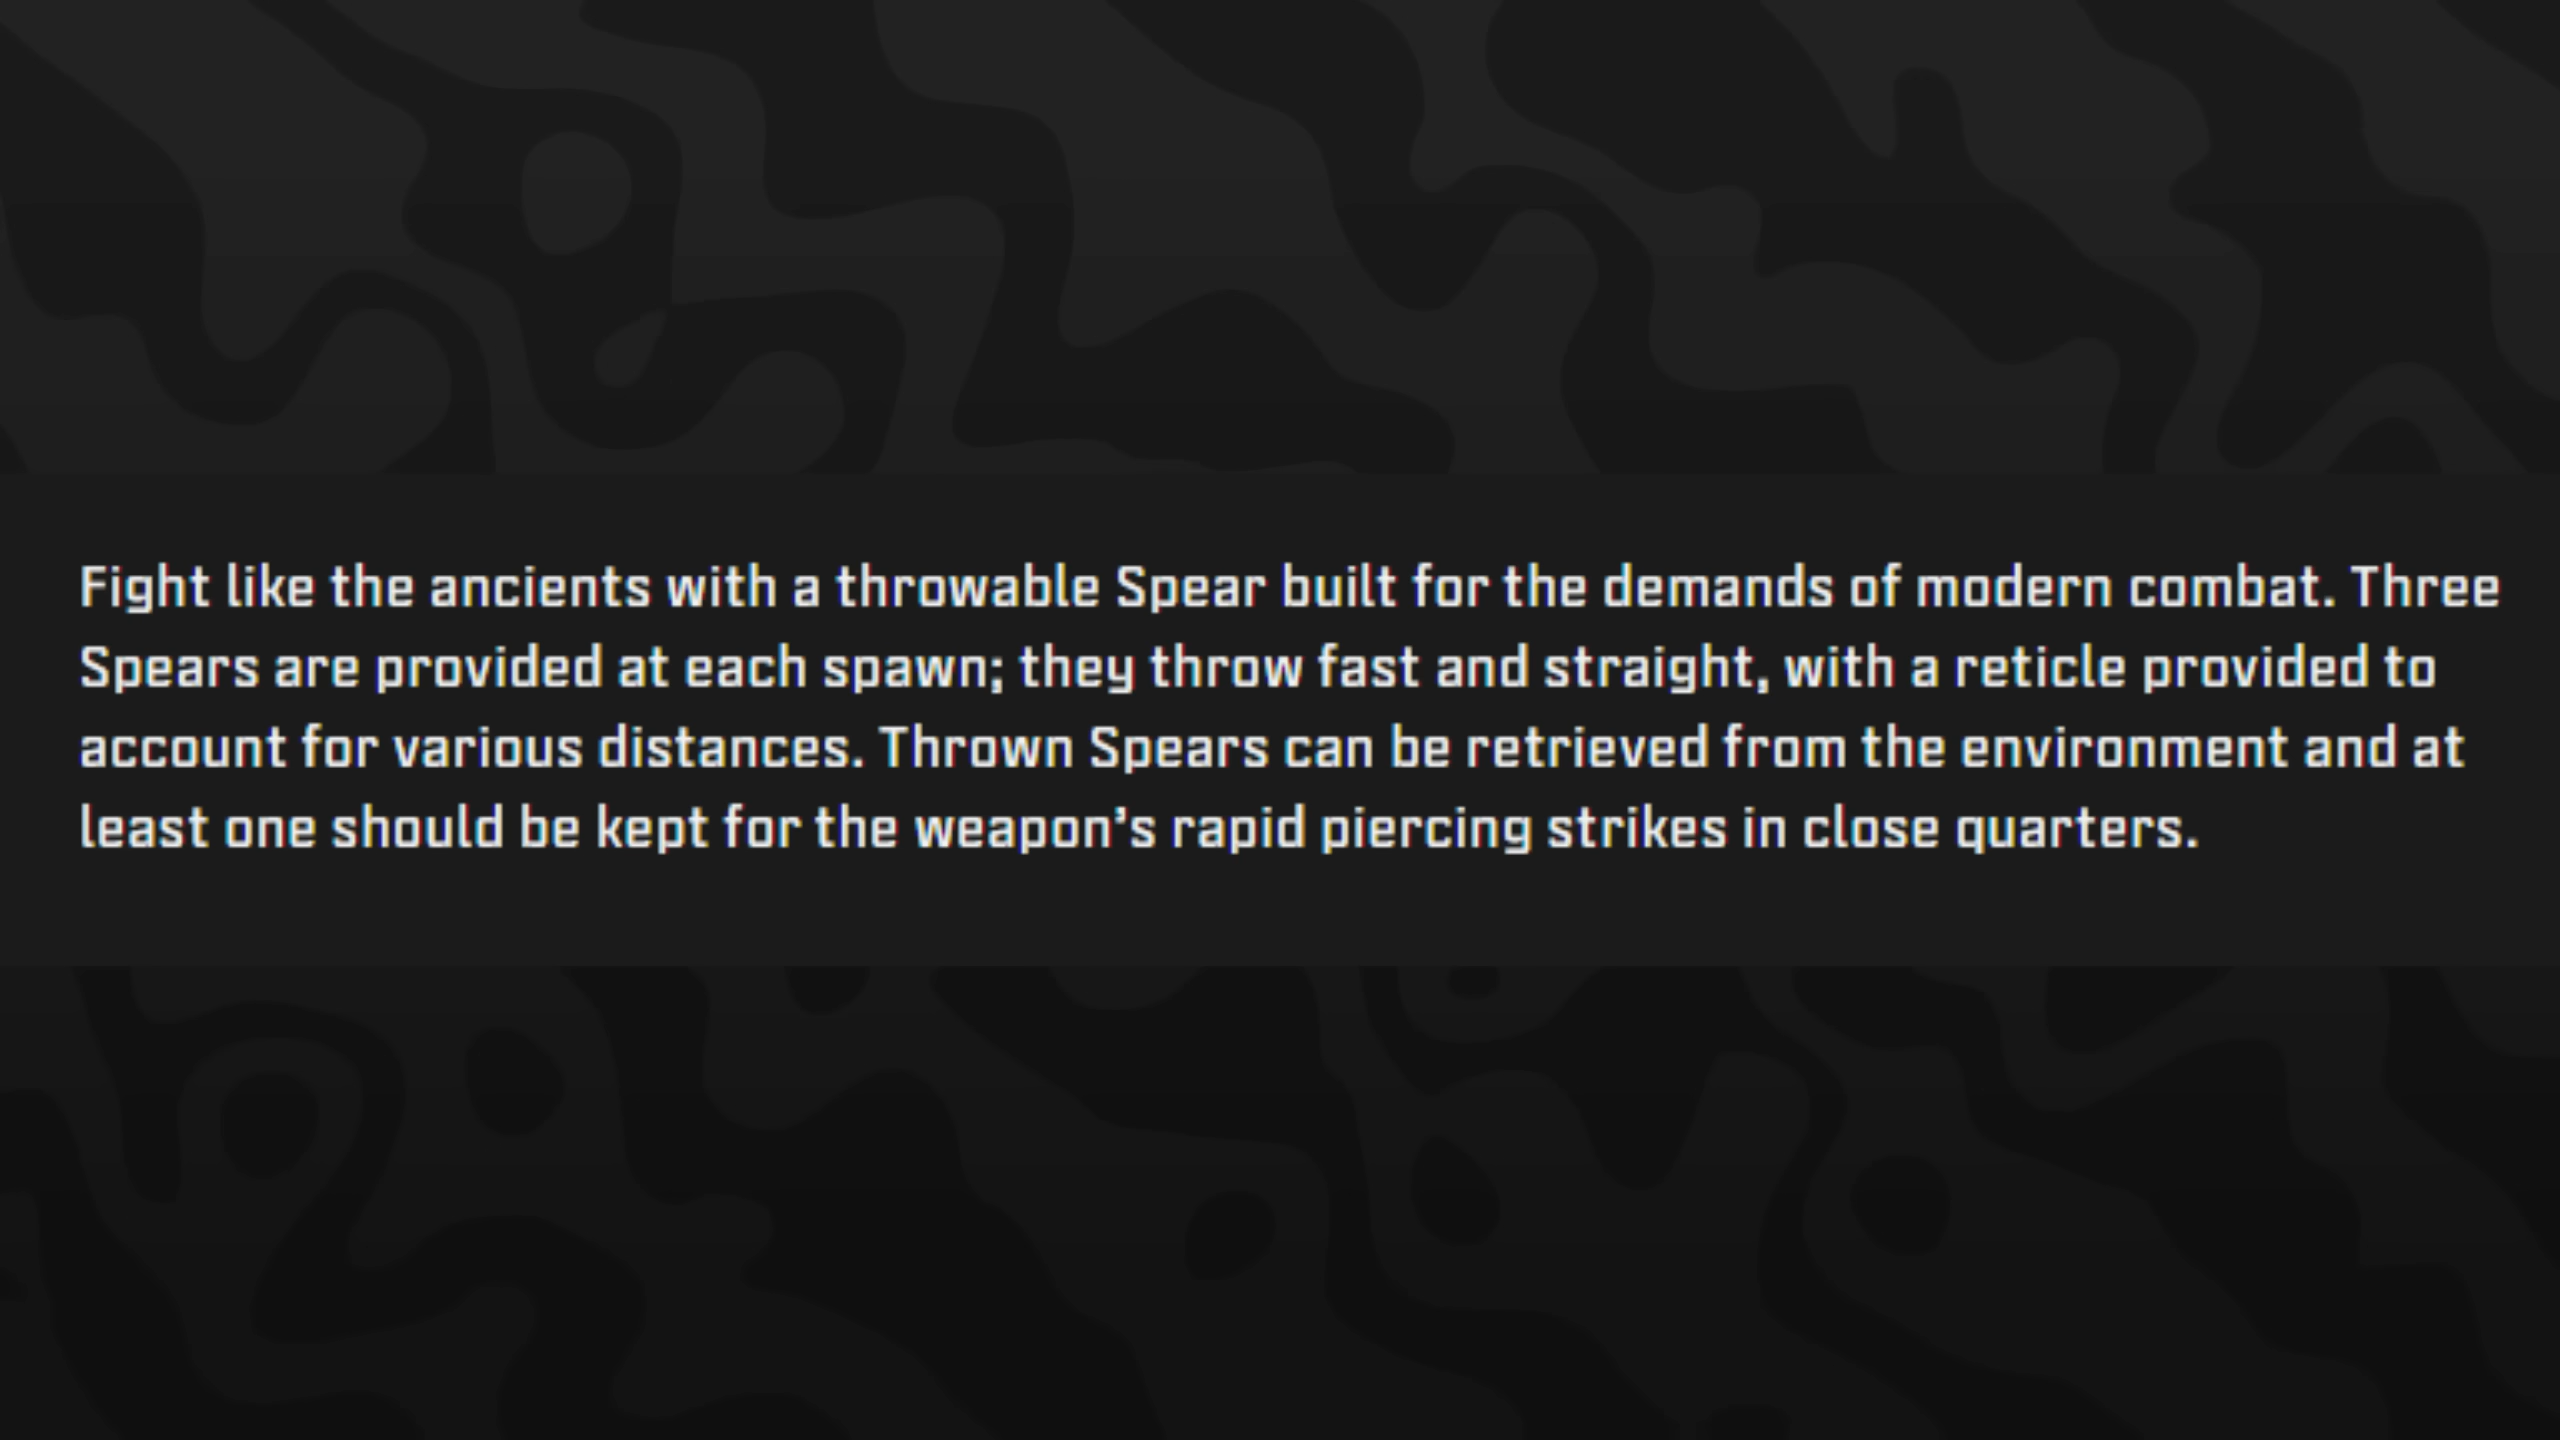 Fight like the ancients with a throwable Spear built for the demands of modern combat. Three
Spears are provided at each spawn; they throw fast and straight, with a reticle provided to
account for various distances. Thrown Spears can be retrieved from the environment and at
least one should be kept for the weapon’s rapid piercing strikes in close quarters.